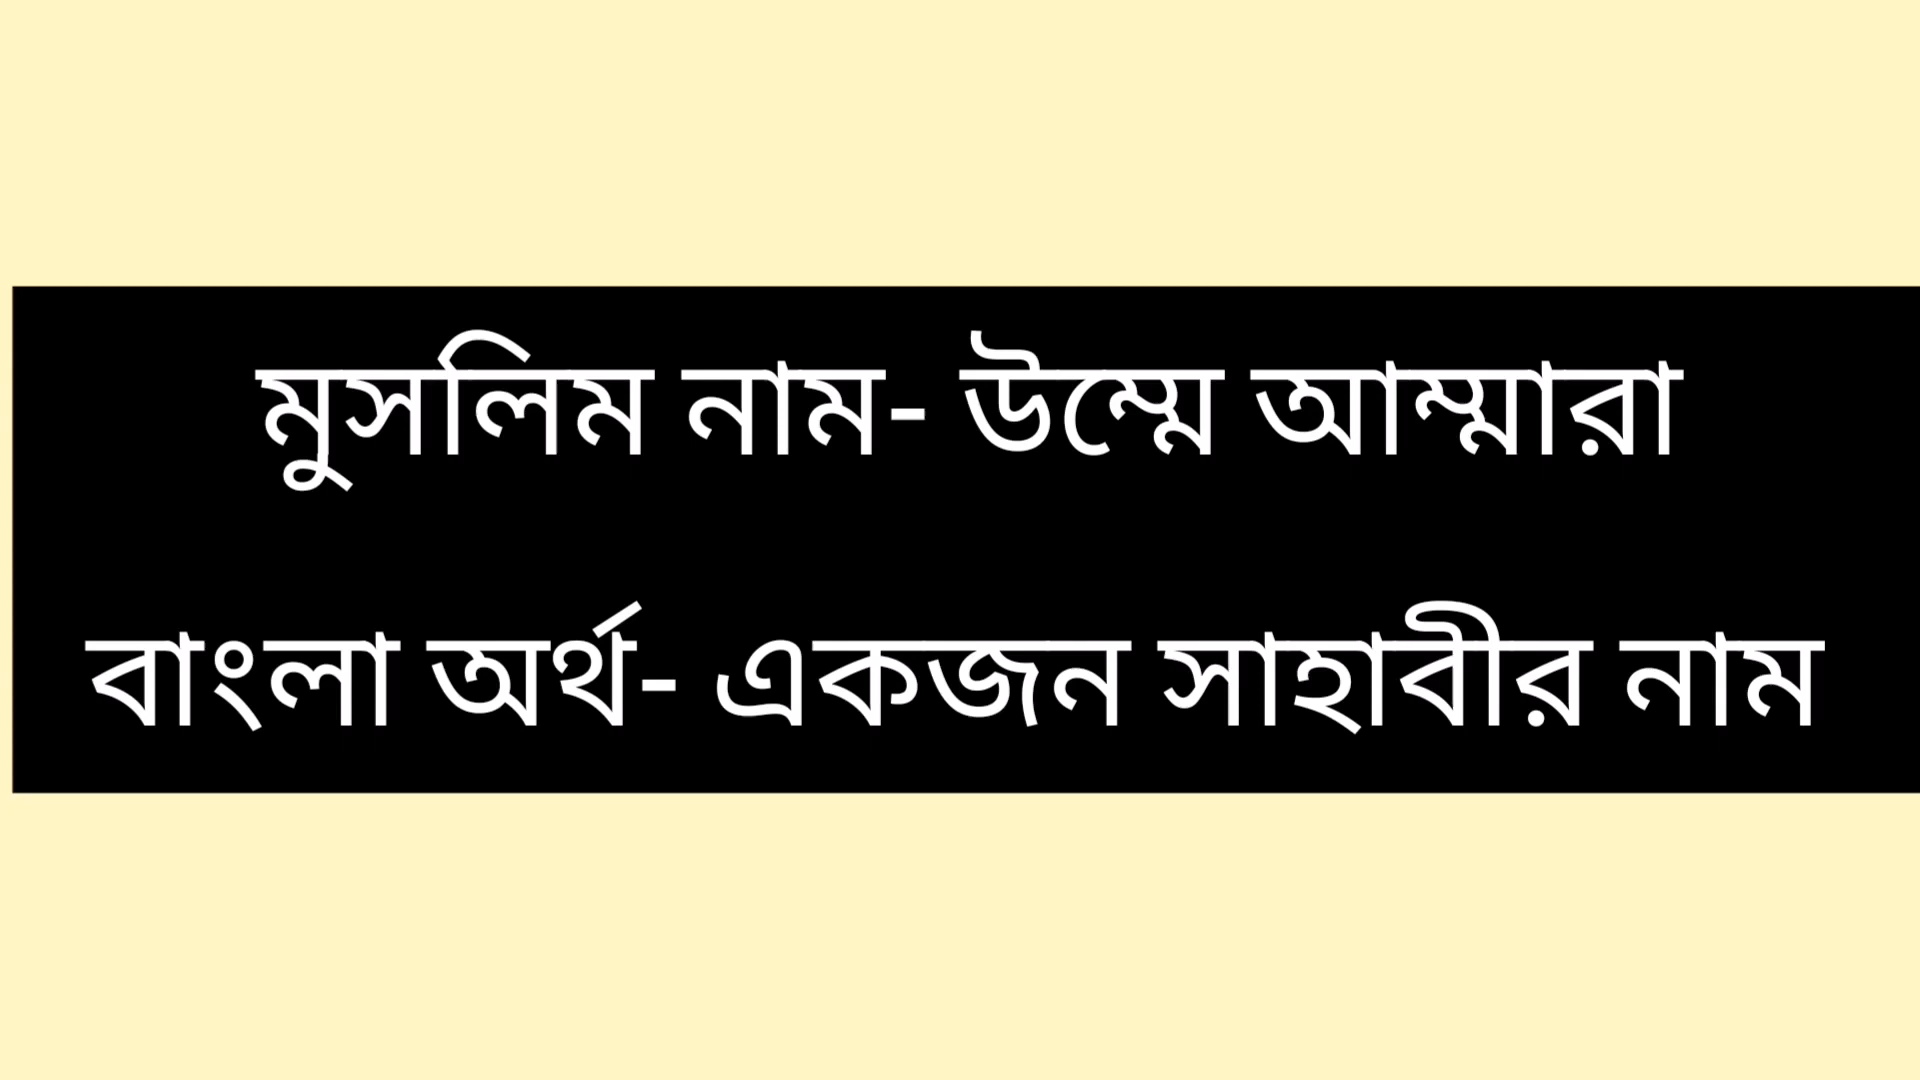 মুসলিম নাম- উম্মে আম্মারা
বাংলা অর্থ- একজন সাহাবীর নাম